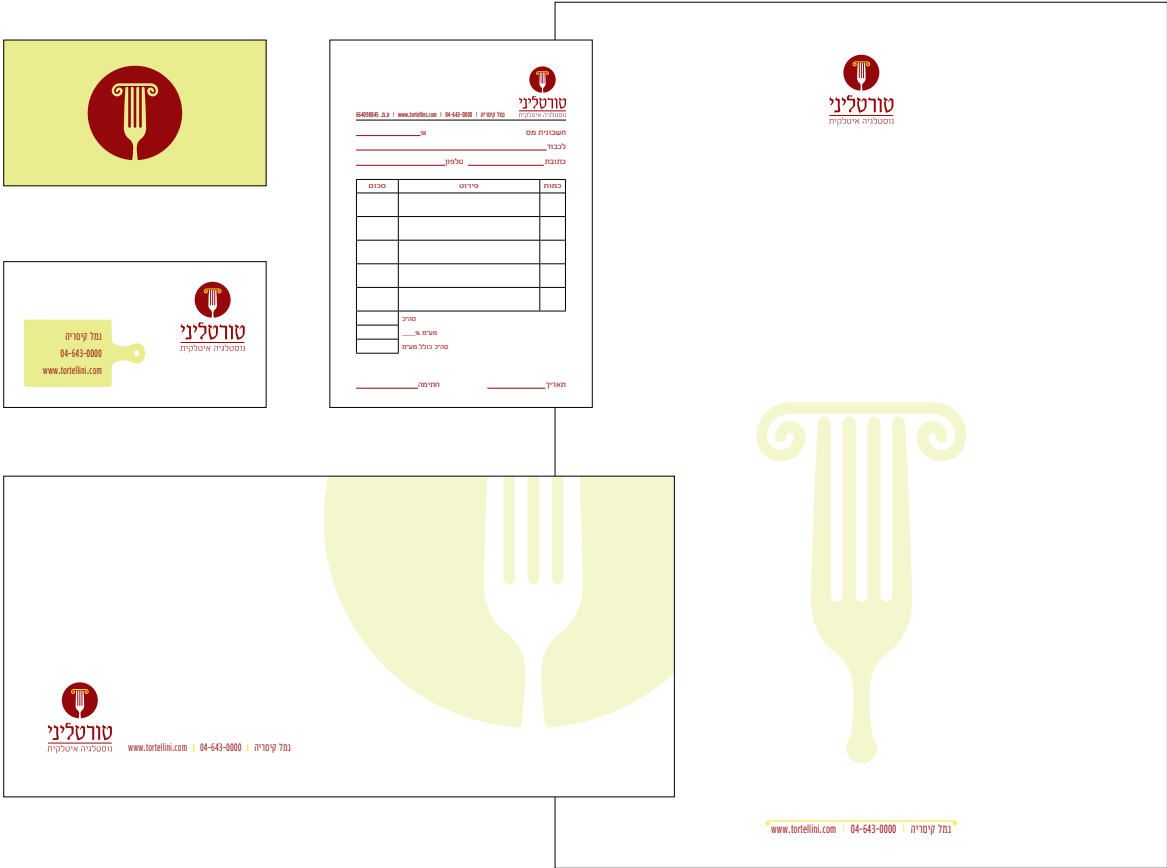 טורטליני
נוסטלגיה איטלקית
נמל קיסריה
04-643-0000
www.tortellini.com
טורטליני
נוסטלגיה איטלקית
נמל קיסריה | 04-643-0000 | www.tortellini.com | ע.מ. 664098045
חשבונית מס מס'
לכבוד
כתובת טלפון
כמות פירוט סכום
סה"כ
מע"מ %
סה"כ כולל מע"מ
תאריך חתימה
טורטליני
נוסטלגיה איטלקית
נמל קיסריה | 04-643-0000 | www.tortellini.com
טורטליני
נוסטלגיה איטלקית
נמל קיסריה | 04-643-0000 | www.tortellini.com